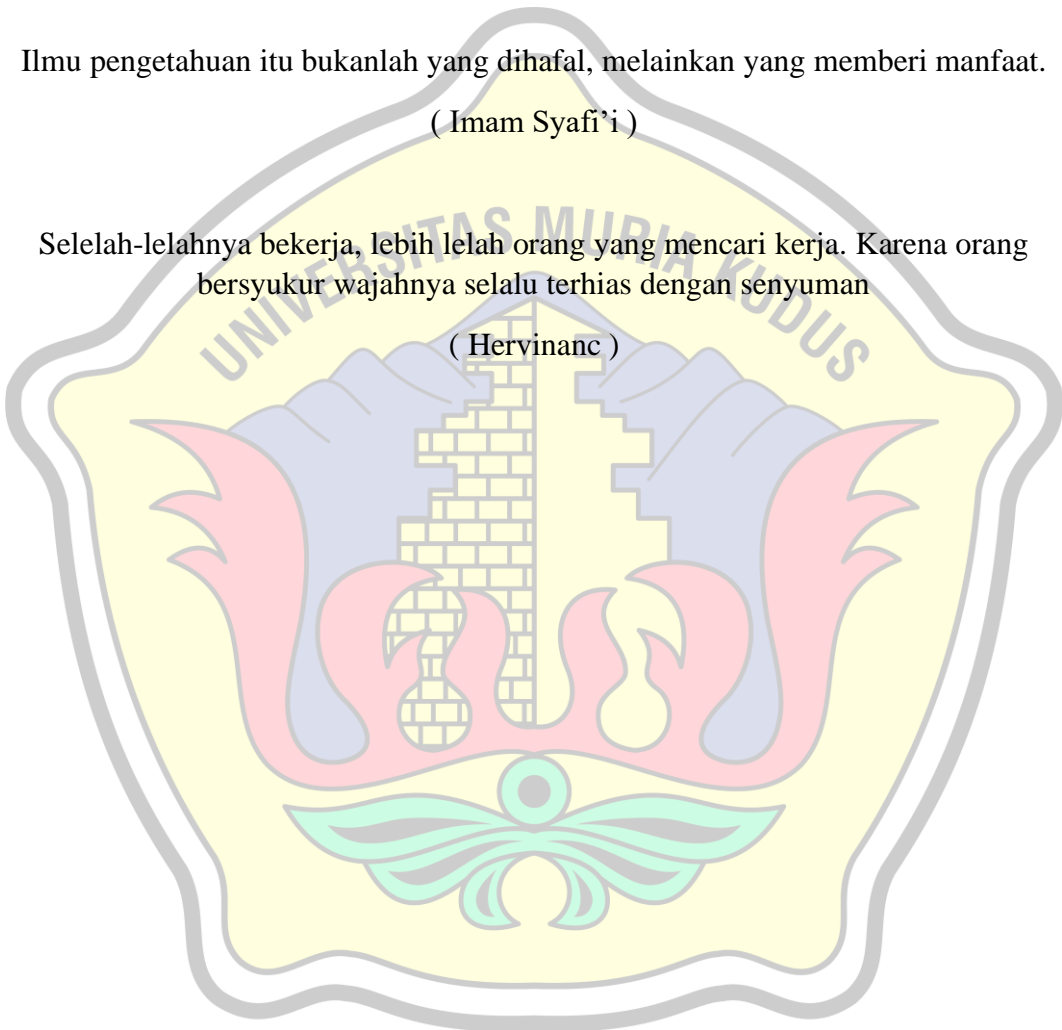 Ilmu pengetahuan itu bukanlah yang dihafal, melainkan yang memberi manfaat.
( Imam Syafi’i )
UNIVERSITAS MURIA KUDUS
Selelah-lelahnya bekerja, lebih lelah orang yang mencari kerja. Karena orang
bersyukur wajahnya selalu terhias dengan senyuman
( Hervinanc )